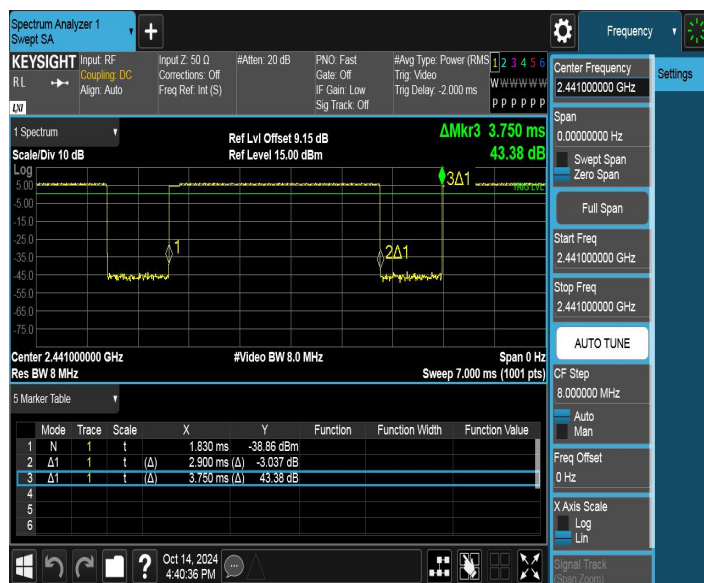 Spectrum Analyzer 1
Swept SA
Frequency
KEYSIGHT
RL
LXI
Input: RF
Coupling: DC
Align: Auto
Input Z: 50 Ω
Corrections: Off
Freq Ref: Int (S)
#Atten: 20 dB
PNO: Fast
Gate: Off
IF Gain: Low
Sig Track: Off
#Avg Type: Power (RMS
Trig: Video
Trig Delay: -2.000 ms
1 2 3 4 5 6
W W W W W W
P P P P P P
1 Spectrum
Scale/Div 10 dB
Ref Lvl Offset 9.15 dB
Ref Level 15.00 dBm
ΔMkr3 3.750 ms
43.38 dB
Log
5.00
-5.00
-15.0
-25.0
-35.0
-45.0
-55.0
-65.0
-75.0
1
2Δ1
3Δ1
TRIG LVL
Center 2.441000000 GHz
Res BW 8 MHz
#Video BW 8.0 MHz
Span 0 Hz
Sweep 7.000 ms (1001 pts)
5 Marker Table
Mode Trace Scale X Y Function Function Width Function Value
1 N 1 t 1.830 ms -38.86 dBm
2 Δ1 1 t (Δ) 2.900 ms (Δ) -3.037 dB
3 Δ1 1 t (Δ) 3.750 ms (Δ) 43.38 dB
4
5
6
Oct 14, 2024
4:40:36 PM
?
Center Frequency
2.441000000 GHz
Settings
Span
0.00000000 Hz
Swept Span
Zero Span
Full Span
Start Freq
2.441000000 GHz
Stop Freq
2.441000000 GHz
AUTO TUNE
CF Step
8.000000 MHz
Auto
Man
Freq Offset
0 Hz
X Axis Scale
Log
Lin
Signal Track
(Span Zoom)